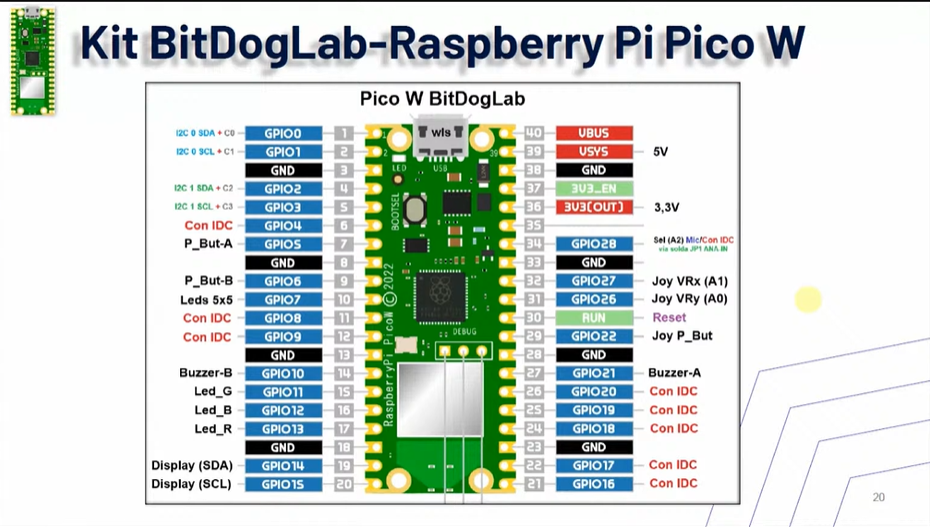 Kit BitDogLab-Raspberry Pi Pico W
Pico W BitDogLab
I2C 0 SDA + C0 GPIO0 1
I2C 0 SCL + C1 GPIO1 2
GND 3
I2C 1 SDA + C2 GPIO2 4
I2C 1 SCL + C3 GPIO3 5
Con IDC GPIO4 6
P_But-A GPIO5 7
GND 8
P_But-B GPIO6 9
Leds 5x5 GPIO7 10
Con IDC GPIO8 11
Con IDC GPIO9 12
GND 13
Buzzer-B GPIO10 14
Led_G GPIO11 15
Led_B GPIO12 16
Led_R GPIO13 17
GND 18
Display (SDA) GPIO14 19
Display (SCL) GPIO15 20
wls
1
2
39
LED
USB
BOOTSEL
DEBUG
RaspberryPi PicoW © 2022
40 VBUS
39 VSYS 5V
38 GND
37 3V3_EN
36 3V3(OUT) 3,3V
35
34 GPIO28 Sel (A2) Mic/Con IDC
via solda JP1 ANA IN
33 GND
32 GPIO27 Joy VRx (A1)
31 GPIO26 Joy VRy (A0)
30 RUN Reset
29 GPIO22 Joy P_But
28 GND
27 GPIO21 Buzzer-A
26 GPIO20 Con IDC
25 GPIO19 Con IDC
24 GPIO18 Con IDC
23 GND
22 GPIO17 Con IDC
21 GPIO16 Con IDC
20